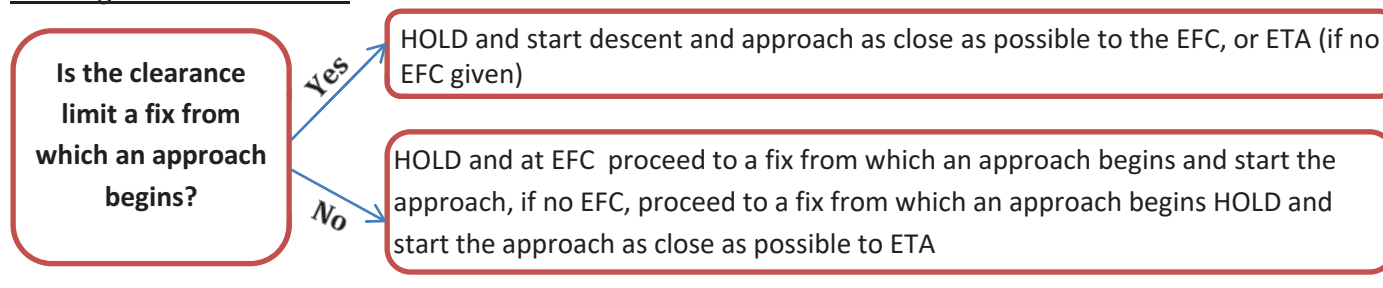 Is the clearance
limit a fix from
which an approach
begins?
Yes
HOLD and start descent and approach as close as possible to the EFC, or ETA (if no
EFC given)
No
HOLD and at EFC proceed to a fix from which an approach begins and start the
approach, if no EFC, proceed to a fix from which an approach begins HOLD and
start the approach as close as possible to ETA